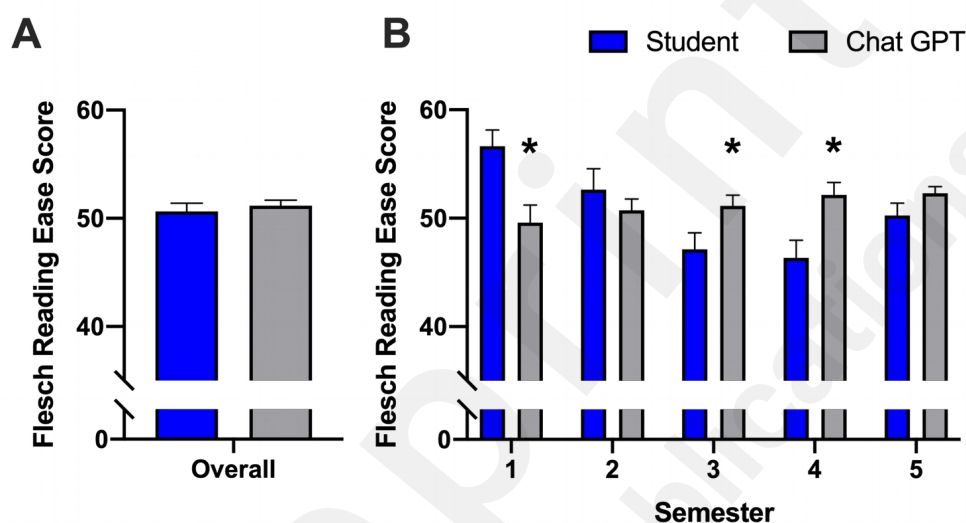 A
B
Student
Chat GPT
Flesch Reading Ease Score
60
50
40
0
Overall
Flesch Reading Ease Score
60
50
40
0
*
*
*
1
2
3
4
5
Semester